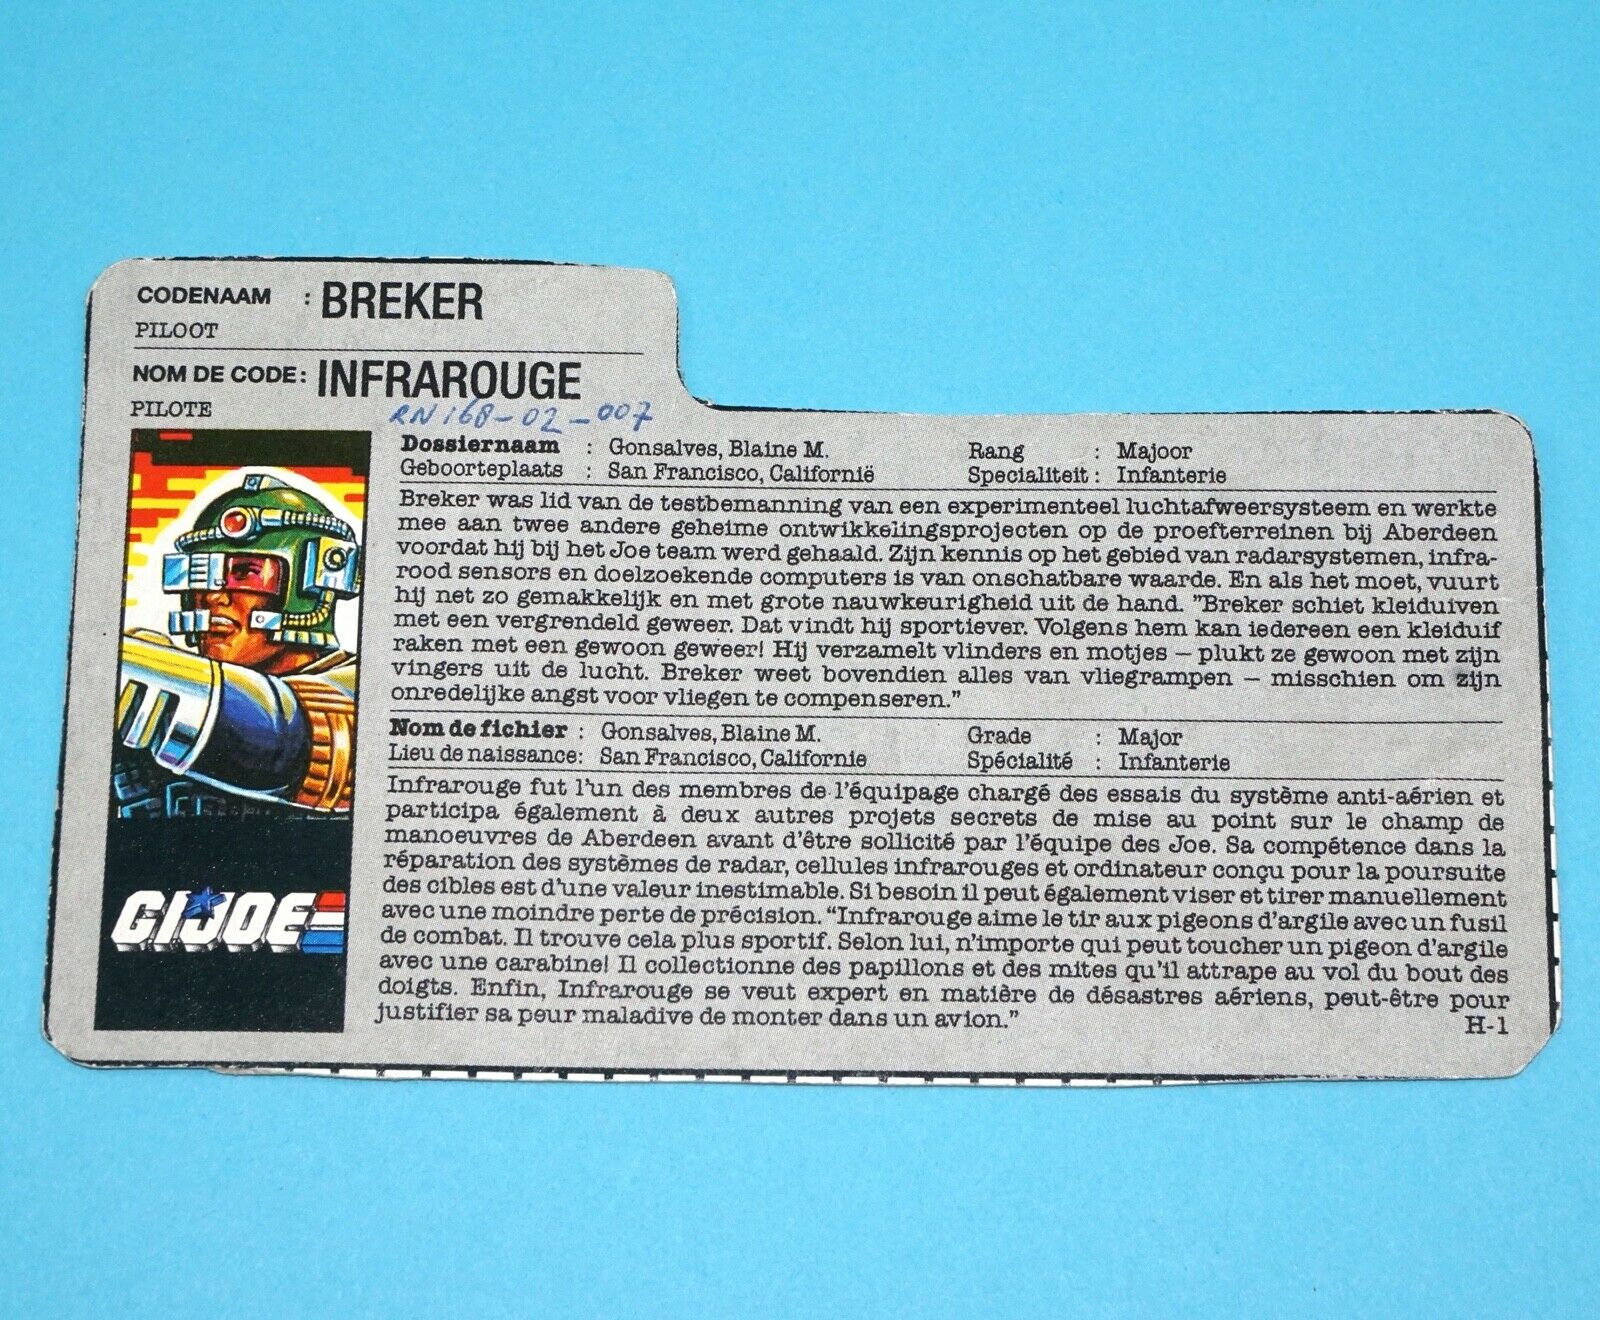 CODENAAM : BREKER
PILOOT
NOM DE CODE: INFRAROUGE
PILOTE
RN 168-02-007
Dossiernaam : Gonsalves, Blaine M. Rang : Majoor
Geboorteplaats : San Francisco, Californië Specialiteit : Infanterie
Breker was lid van de testbemanning van een experimenteel luchtafweersysteem en werkte
mee aan twee andere geheime ontwikkelingsprojecten op de proefterreinen bij Aberdeen
voordat hij bij het Joe team werd gehaald. Zijn kennis op het gebied van radarsystemen, infra-
rood sensors en doelzoekende computers is van onschatbare waarde. En als het moet, vuurt
hij net zo gemakkelijk en met grote nauwkeurigheid uit de hand. "Breker schiet kleiduiven
met een vergrendeld geweer. Dat vindt hij sportiever. Volgens hem kan iedereen een kleiduif
raken met een gewoon geweer! Hij verzamelt vlinders en motjes – plukt ze gewoon met zijn
vingers uit de lucht. Breker weet bovendien alles van vliegrampen – misschien om zijn
onredelijke angst voor vliegen te compenseren."
Nom de fichier : Gonsalves, Blaine M. Grade : Major
Lieu de naissance: San Francisco, Californie Spécialité : Infanterie
Infrarouge fut l'un des membres de l'équipage chargé des essais du système anti-aérien et
participa également à deux autres projets secrets de mise au point sur le champ de
manoeuvres de Aberdeen avant d'être sollicité par l'équipe des Joe. Sa compétence dans la
réparation des systèmes de radar, cellules infrarouges et ordinateur conçu pour la poursuite
des cibles est d'une valeur inestimable. Si besoin il peut également viser et tirer manuellement
avec une moindre perte de précision. "Infrarouge aime le tir aux pigeons d'argile avec un fusil
de combat. Il trouve cela plus sportif. Selon lui, n'importe qui peut toucher un pigeon d'argile
avec une carabine! Il collectionne des papillons et des mites qu'il attrape au vol du bout des
doigts. Enfin, Infrarouge se veut expert en matière de désastres aériens, peut-être pour
justifier sa peur maladive de monter dans un avion."
H-1
GI JOE